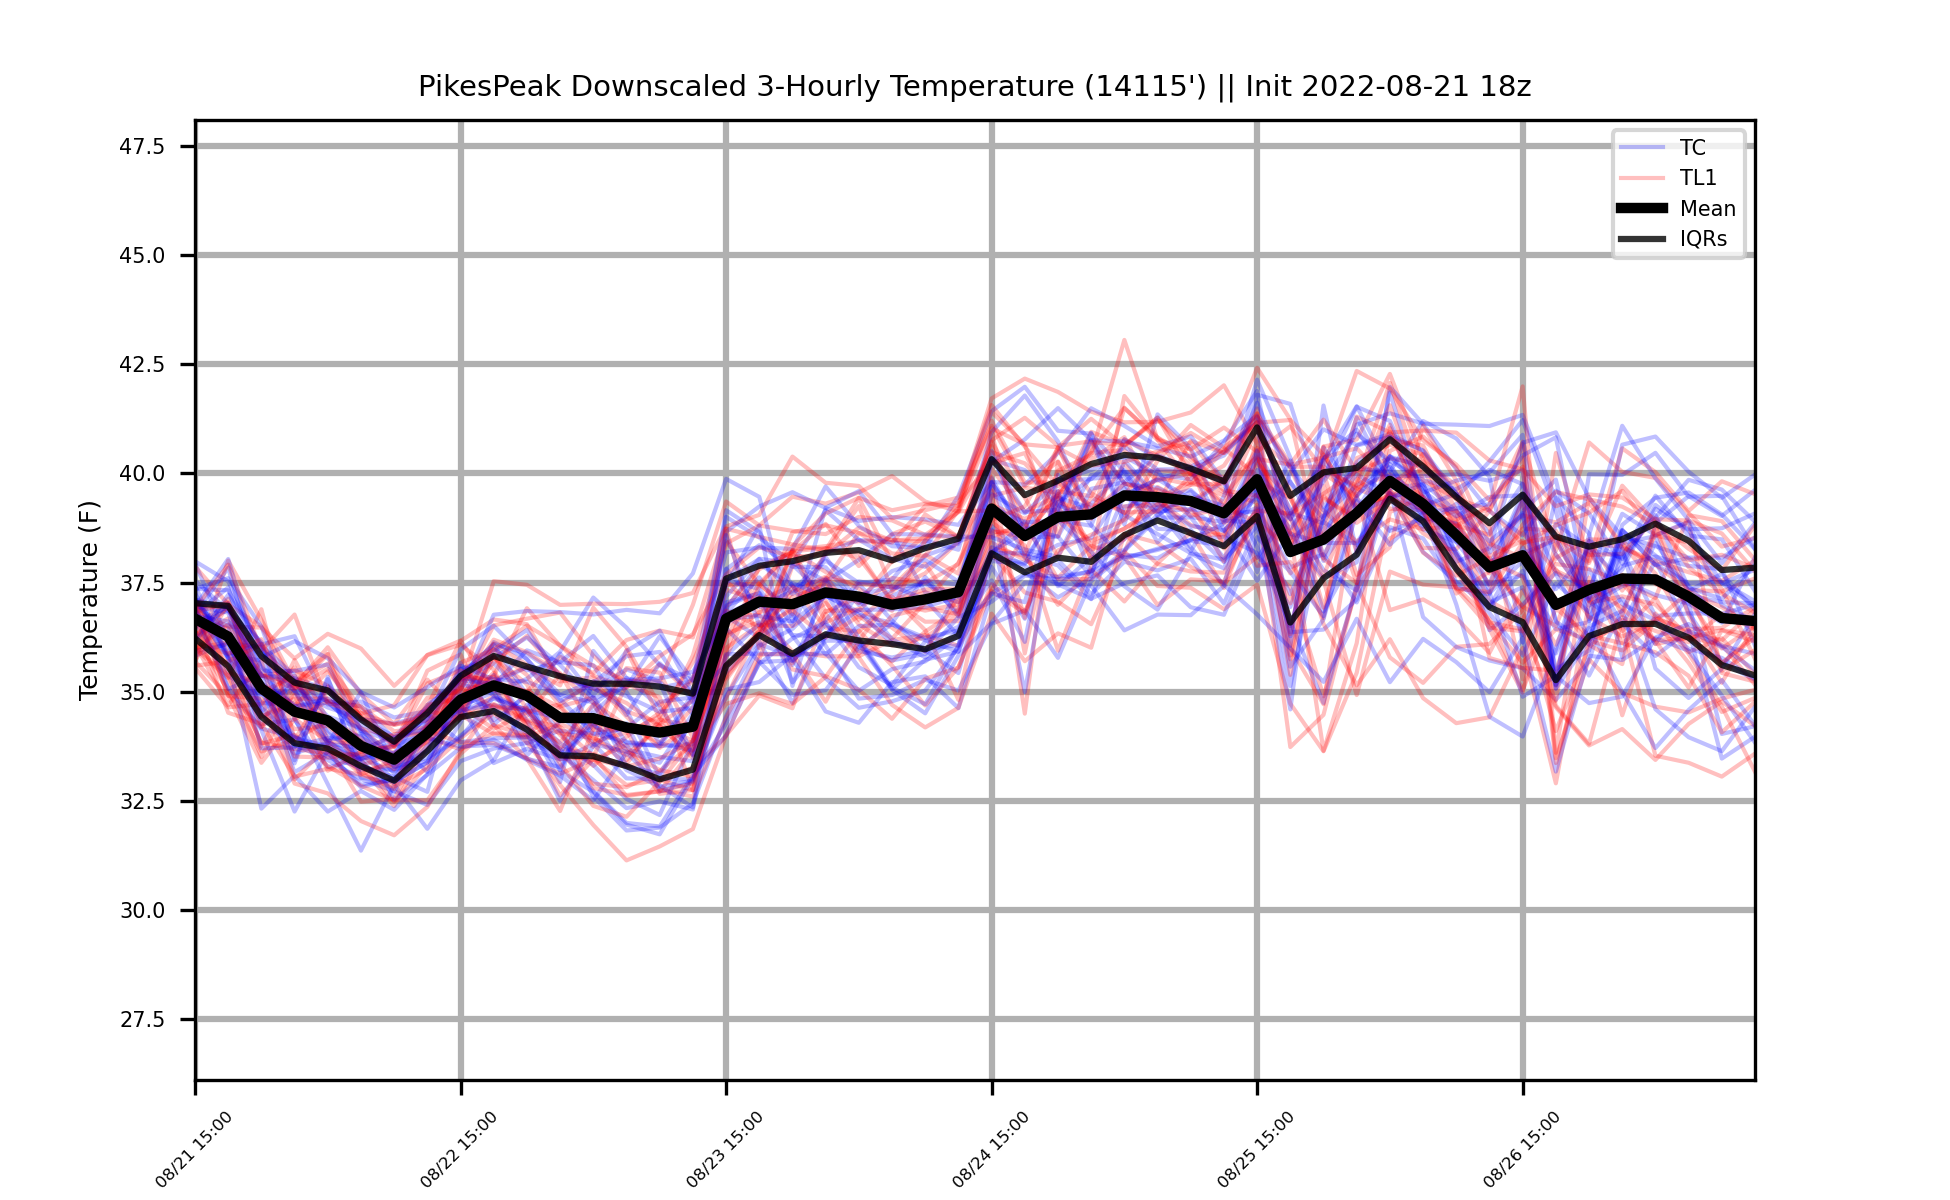 PikesPeak Downscaled 3-Hourly Temperature (14115') || Init 2022-08-21 18z
TC
TL1
Mean
IQRs
Temperature (F)
47.5
45.0
42.5
40.0
37.5
35.0
32.5
30.0
27.5
08/21 15:00
08/22 15:00
08/23 15:00
08/24 15:00
08/25 15:00
08/26 15:00